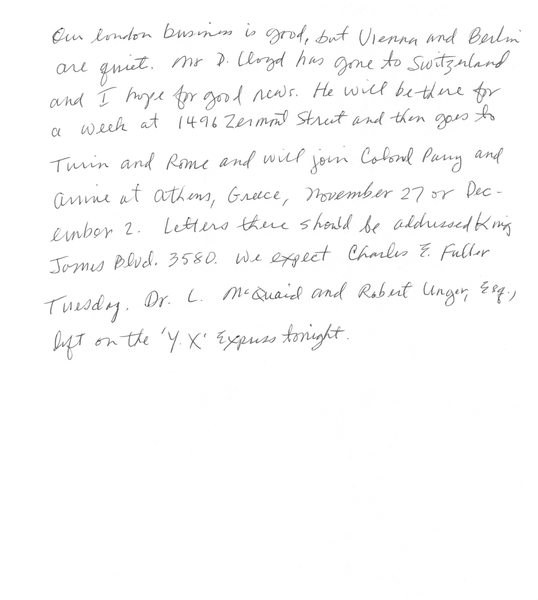 Our london business is good, but Vienna and Berlin
are quiet. Mr D. Lloyd has gone to Switzerland
and I hope for good news. He will be there for
a week at 1496 Zermont Street and then goes to
Turin and Rome and will join Colonel Parry and
arrive at athens, Greece, November 27 or Dec-
ember 2. Letters there should be addressed King
James Blvd. 3580. We expect Charles E. Fuller
Tuesday. Dr. L. McQuaid and Robert Unger, Esq.,
left on the 'Y.X' Express tonight.